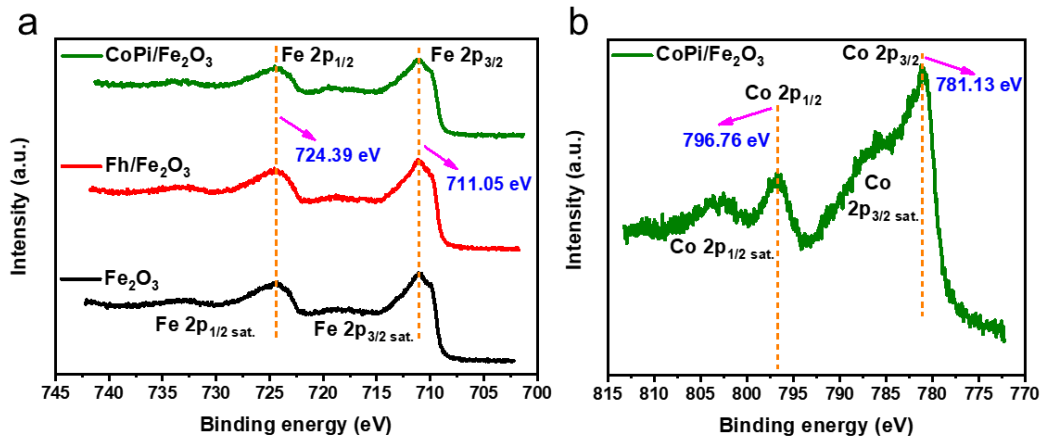 a
CoPi/Fe₂O₃
Fe 2p₁/₂
Fe 2p₃/₂
724.39 eV
711.05 eV
Fh/Fe₂O₃
Fe₂O₃
Fe 2p₁/₂ sat.
Fe 2p₃/₂ sat.
Intensity (a.u.)
745 740 735 730 725 720 715 710 705 700
Binding energy (eV)
b
CoPi/Fe₂O₃
Co 2p₃/₂
781.13 eV
Co 2p₁/₂
796.76 eV
Co
2p₃/₂ sat.
Co 2p₁/₂ sat.
Intensity (a.u.)
815 810 805 800 795 790 785 780 775 770
Binding energy (eV)